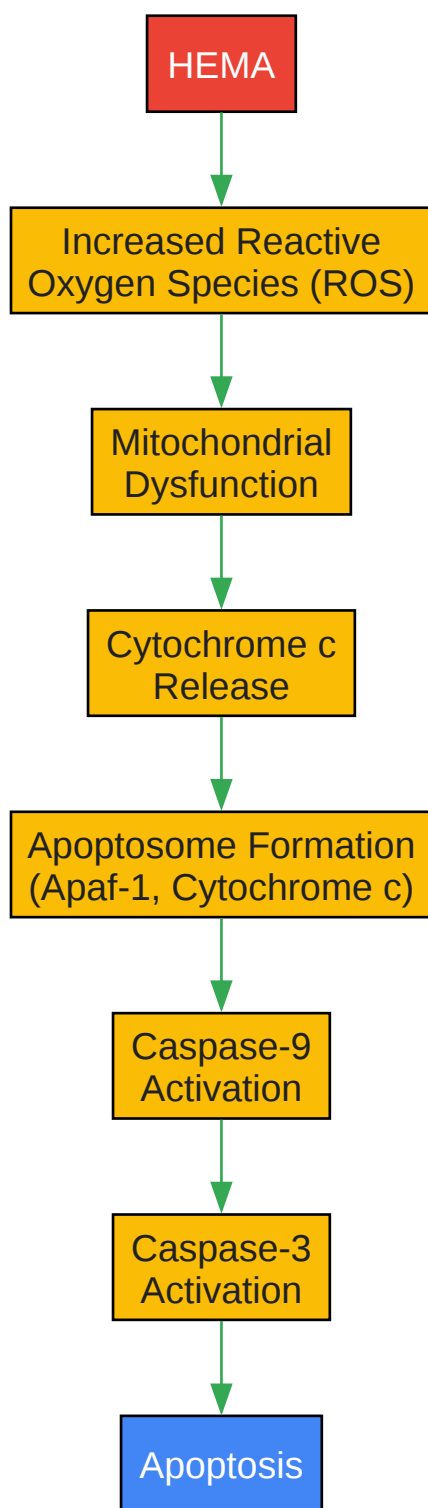 HEMA
Increased Reactive
Oxygen Species (ROS)
Mitochondrial
Dysfunction
Cytochrome c
Release
Apoptosome Formation
(Apaf-1, Cytochrome c)
Caspase-9
Activation
Caspase-3
Activation
Apoptosis